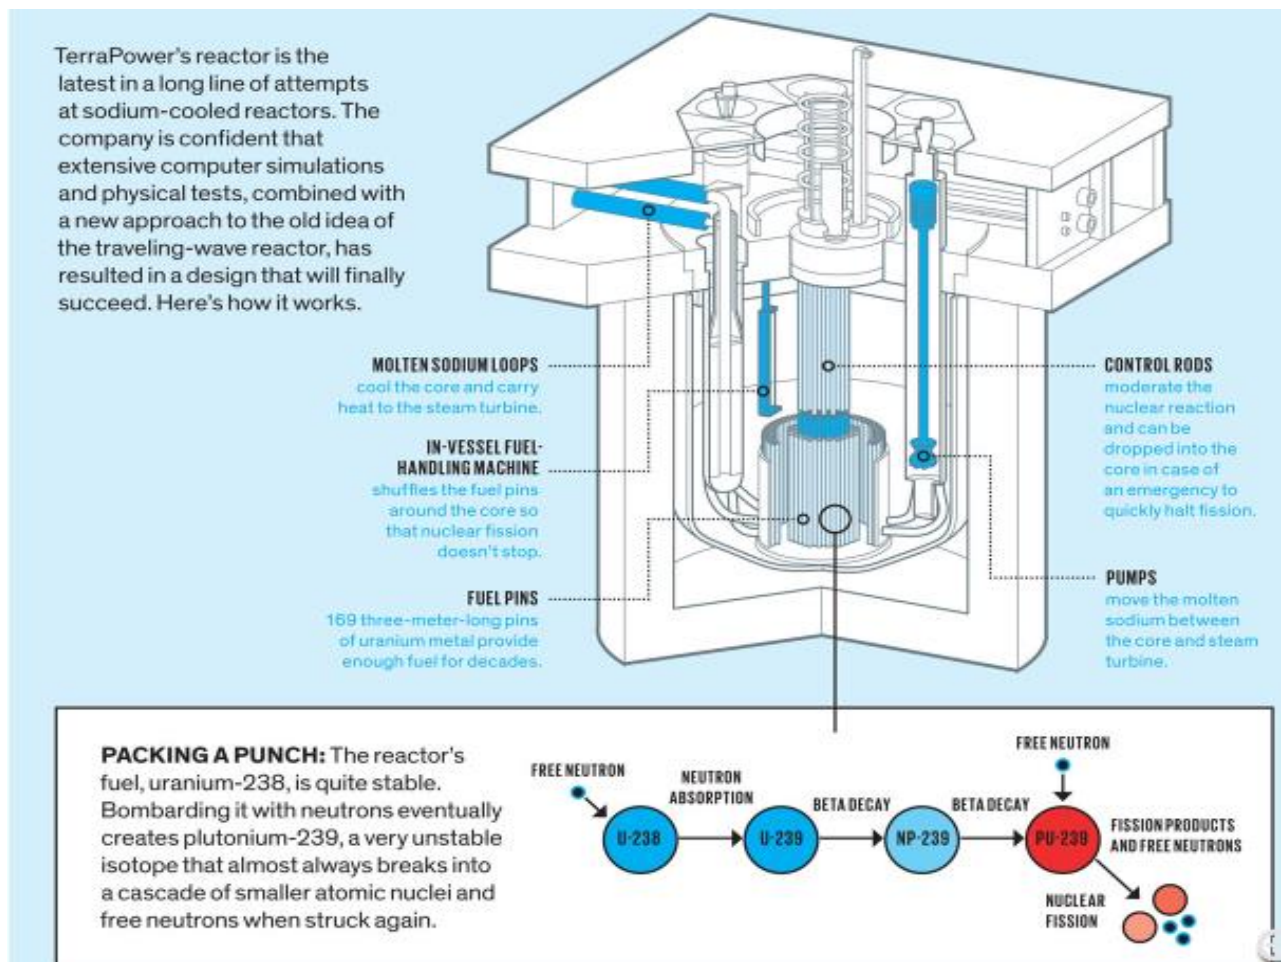 TerraPower's reactor is the
latest in a long line of attempts
at sodium-cooled reactors. The
company is confident that
extensive computer simulations
and physical tests, combined with
a new approach to the old idea of
the traveling-wave reactor, has
resulted in a design that will finally
succeed. Here's how it works.
MOLTEN SODIUM LOOPS
cool the core and carry
heat to the steam turbine.
IN-VESSEL FUEL-
HANDLING MACHINE
shuffles the fuel pins
around the core so
that nuclear fission
doesn't stop.
FUEL PINS
169 three-meter-long pins
of uranium metal provide
enough fuel for decades.
CONTROL RODS
moderate the
nuclear reaction
and can be
dropped into the
core in case of
an emergency to
quickly halt fission.
PUMPS
move the molten
sodium between
the core and steam
turbine.
PACKING A PUNCH: The reactor's
fuel, uranium-238, is quite stable.
Bombarding it with neutrons eventually
creates plutonium-239, a very unstable
isotope that almost always breaks into
a cascade of smaller atomic nuclei and
free neutrons when struck again.
FREE NEUTRON
NEUTRON
ABSORPTION
BETA DECAY
BETA DECAY
FREE NEUTRON
U-238
U-239
NP-239
PU-239
FISSION PRODUCTS
AND FREE NEUTRONS
NUCLEAR
FISSION